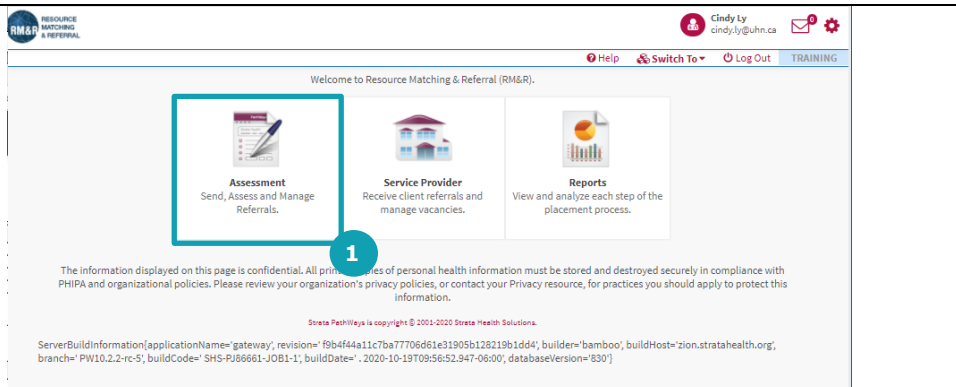 RM&R RESOURCE
MATCHING
& REFERRAL
Cindy Ly
cindy.ly@uhn.ca
0
Help Switch To Log Out TRAINING
Welcome to Resource Matching & Referral (RM&R).
Assessment
Send, Assess and Manage
Referrals.
Service Provider
Receive client referrals and
manage vacancies.
Reports
View and analyze each step of the
placement process.
1
The information displayed on this page is confidential. All of personal health information must be stored and destroyed securely in compliance with
PHIPA and organizational policies. Please review your organization's privacy policies, or contact your Privacy resource, for practices you should apply to protect this
information.
Strata PathWays is copyright © 2001-2020 Strata Health Solutions.
ServerBuildInformation{applicationName='gateway', revision=' f9b4f44a11c7ba77706d61e31905b128219b1dd4', builder='bamboo', buildHost='zion.stratahealth.org',
branch=' PW10.2.2-rc-5', buildCode=' SHS-PJ86661-JOB1-1', buildDate=' . 2020-10-19T09:56:52.947-06:00', databaseVersion='830'}